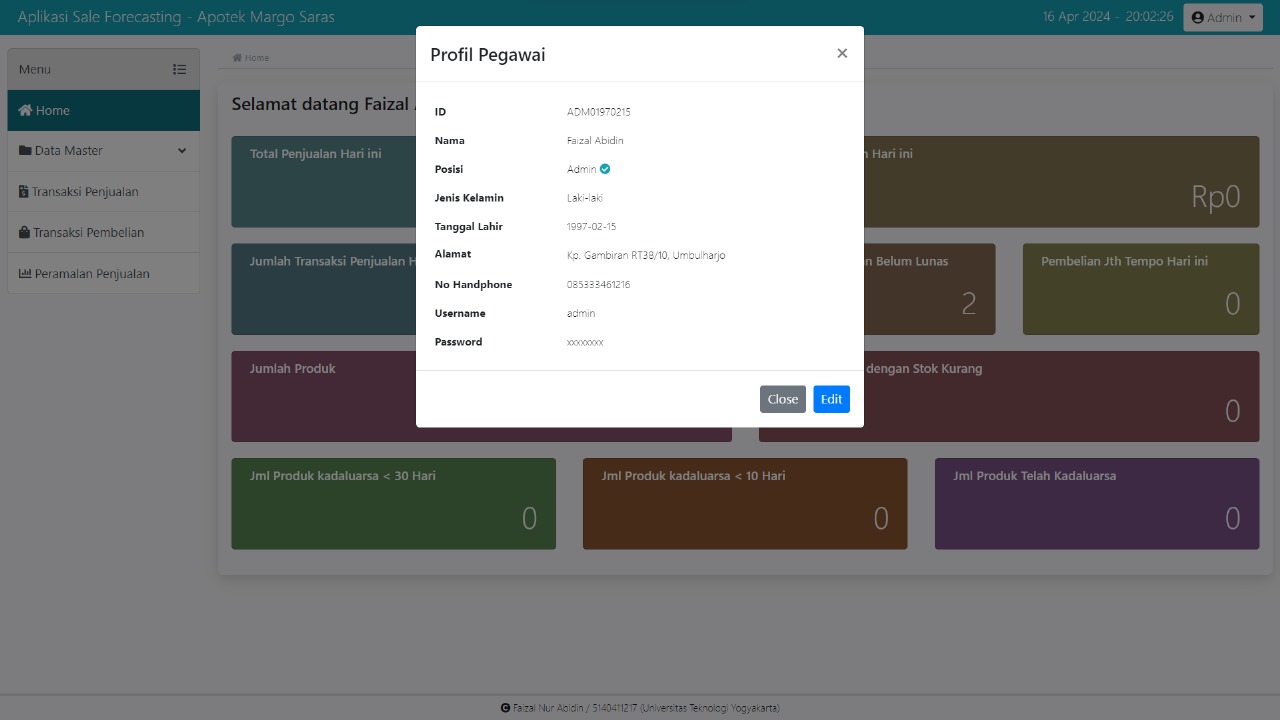 Aplikasi Sale Forecasting - Apotek Margo Saras
16 Apr 2024 - 20:02:26
Admin
Menu
Home
Data Master
Transaksi Penjualan
Transaksi Pembelian
Peramalan Penjualan
Home
Selamat datang Faizal
Profil Pegawai
×
ID ADM01970215
Nama Faizal Abidin
Posisi Admin
Jenis Kelamin Laki-laki
Tanggal Lahir 1997-02-15
Alamat Kp. Gambiran RT38/10, Umbulharjo
No Handphone 085333461216
Username admin
Password xxxxxxxx
Close Edit
Total Penjualan Hari ini
Hari ini
Rp0
Jumlah Transaksi Penjualan
Belum Lunas
2
Pembelian Jth Tempo Hari ini
0
Jumlah Produk
dengan Stok Kurang
0
Jml Produk kadaluarsa < 30 Hari
0
Jml Produk kadaluarsa < 10 Hari
0
Jml Produk Telah Kadaluarsa
0
Faizal Nur Abidin / 5140411217 (Universitas Teknologi Yogyakarta)